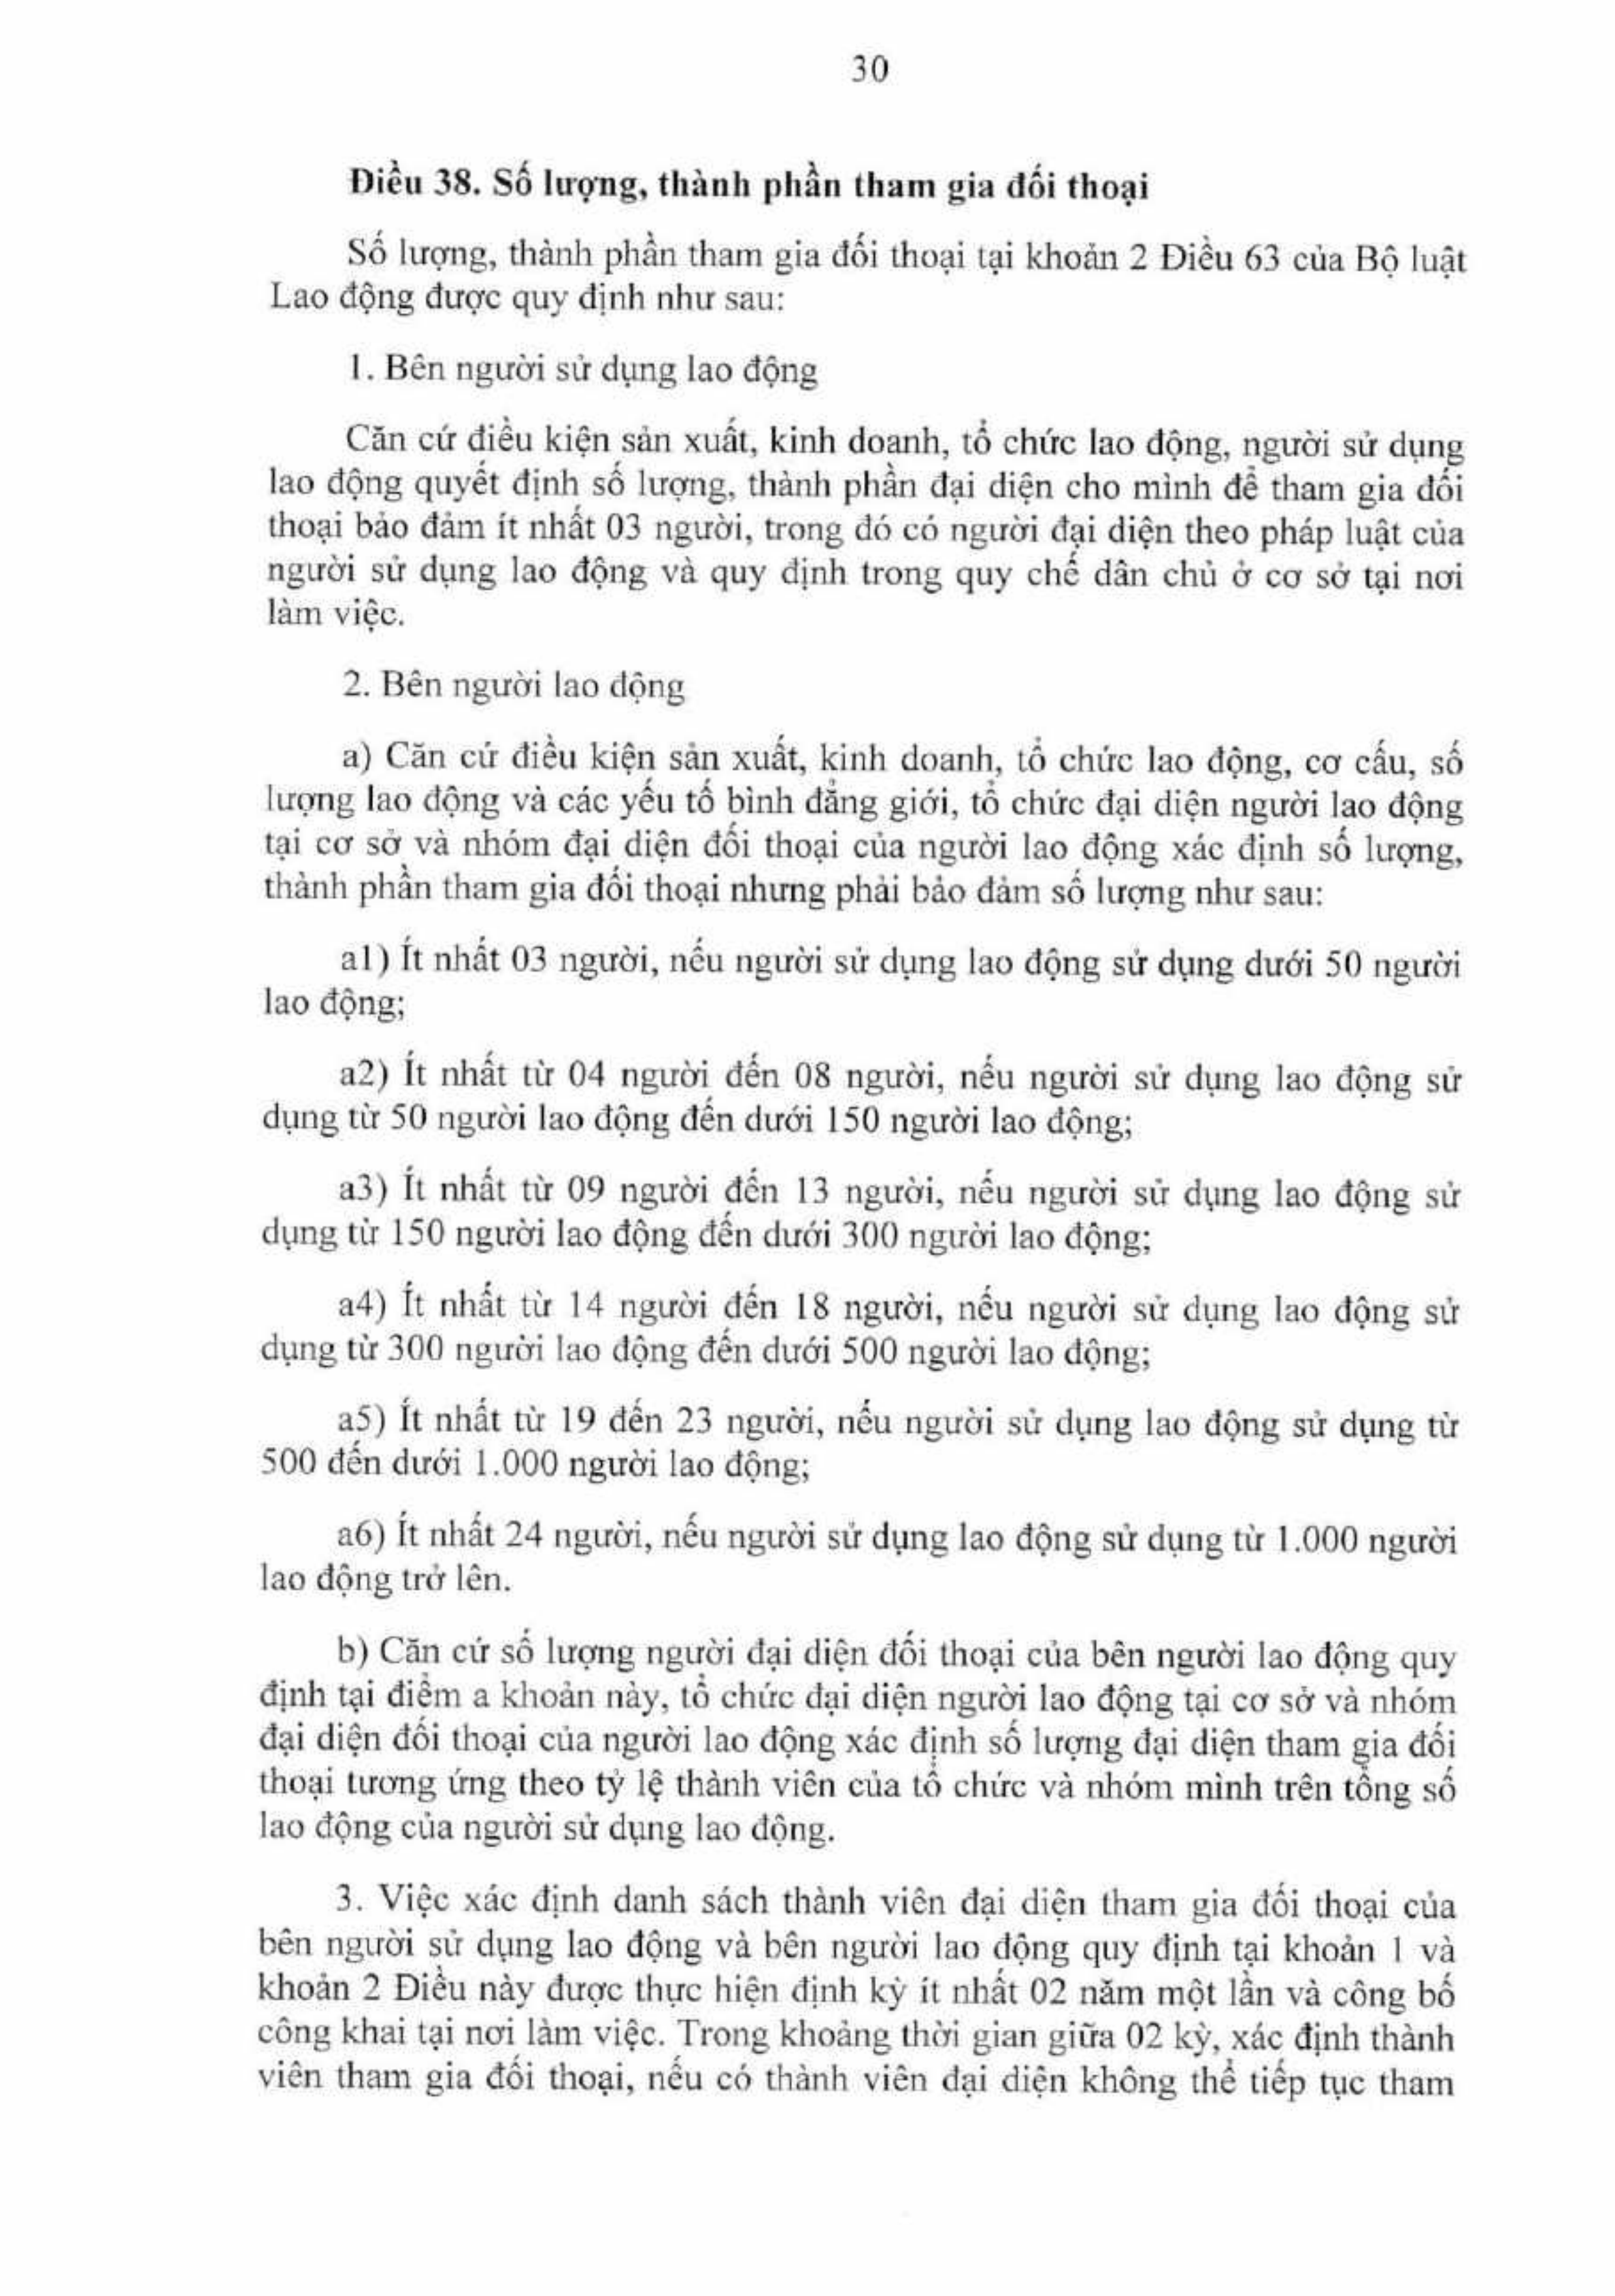 30
Điều 38. Số lượng, thành phần tham gia đối thoại
Số lượng, thành phần tham gia đối thoại tại khoản 2 Điều 63 của Bộ luật
Lao động được quy định như sau:
1. Bên người sử dụng lao động
Căn cứ điều kiện sản xuất, kinh doanh, tổ chức lao động, người sử dụng
lao động quyết định số lượng, thành phần đại diện cho mình để tham gia đối
thoại bảo đảm ít nhất 03 người, trong đó có người đại diện theo pháp luật của
người sử dụng lao động và quy định trong quy chế dân chủ ở cơ sở tại nơi
làm việc.
2. Bên người lao động
a) Căn cứ điều kiện sản xuất, kinh doanh, tổ chức lao động, cơ cấu, số
lượng lao động và các yếu tố bình đẳng giới, tổ chức đại diện người lao động
tại cơ sở và nhóm đại diện đối thoại của người lao động xác định số lượng,
thành phần tham gia đối thoại nhưng phải bảo đảm số lượng như sau:
a1) Ít nhất 03 người, nếu người sử dụng lao động sử dụng dưới 50 người
lao động;
a2) Ít nhất từ 04 người đến 08 người, nếu người sử dụng lao động sử
dụng từ 50 người lao động đến dưới 150 người lao động;
a3) Ít nhất từ 09 người đến 13 người, nếu người sử dụng lao động sử
dụng từ 150 người lao động đến dưới 300 người lao động;
a4) Ít nhất từ 14 người đến 18 người, nếu người sử dụng lao động sử
dụng từ 300 người lao động đến dưới 500 người lao động;
a5) Ít nhất từ 19 đến 23 người, nếu người sử dụng lao động sử dụng từ
500 đến dưới 1.000 người lao động;
a6) Ít nhất 24 người, nếu người sử dụng lao động sử dụng từ 1.000 người
lao động trở lên.
b) Căn cứ số lượng người đại diện đối thoại của bên người lao động quy
định tại điểm a khoản này, tổ chức đại diện người lao động tại cơ sở và nhóm
đại diện đối thoại của người lao động xác định số lượng đại diện tham gia đối
thoại tương ứng theo tỷ lệ thành viên của tổ chức và nhóm mình trên tổng số
lao động của người sử dụng lao động.
3. Việc xác định danh sách thành viên đại diện tham gia đối thoại của
bên người sử dụng lao động và bên người lao động quy định tại khoản 1 và
khoản 2 Điều này được thực hiện định kỳ ít nhất 02 năm một lần và công bố
công khai tại nơi làm việc. Trong khoảng thời gian giữa 02 kỳ, xác định thành
viên tham gia đối thoại, nếu có thành viên đại diện không thể tiếp tục tham